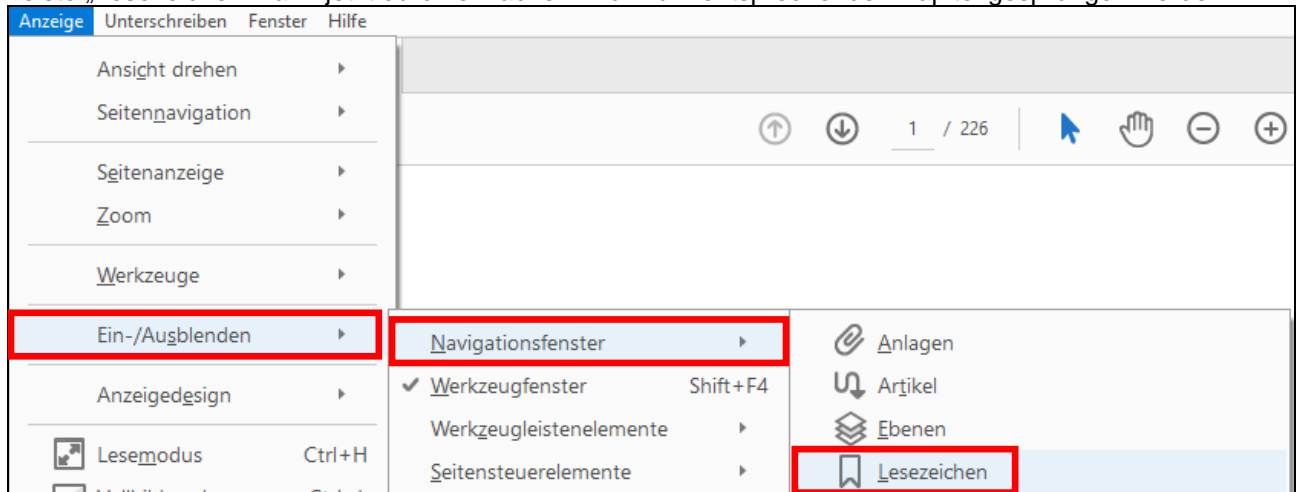 Anzeige Unterschreiben Fenster Hilfe
Ansicht drehen
Seitennavigation
1 / 226
Seitenanzeige
Zoom
Werkzeuge
Ein-/Ausblenden
Navigationsfenster
Anlagen
Anzeigedesign
Werkzeugfenster Shift+F4
Artikel
Werkzeugleistenelemente
Ebenen
Lesemodus Ctrl+H
Seitensteuerelemente
Lesezeichen